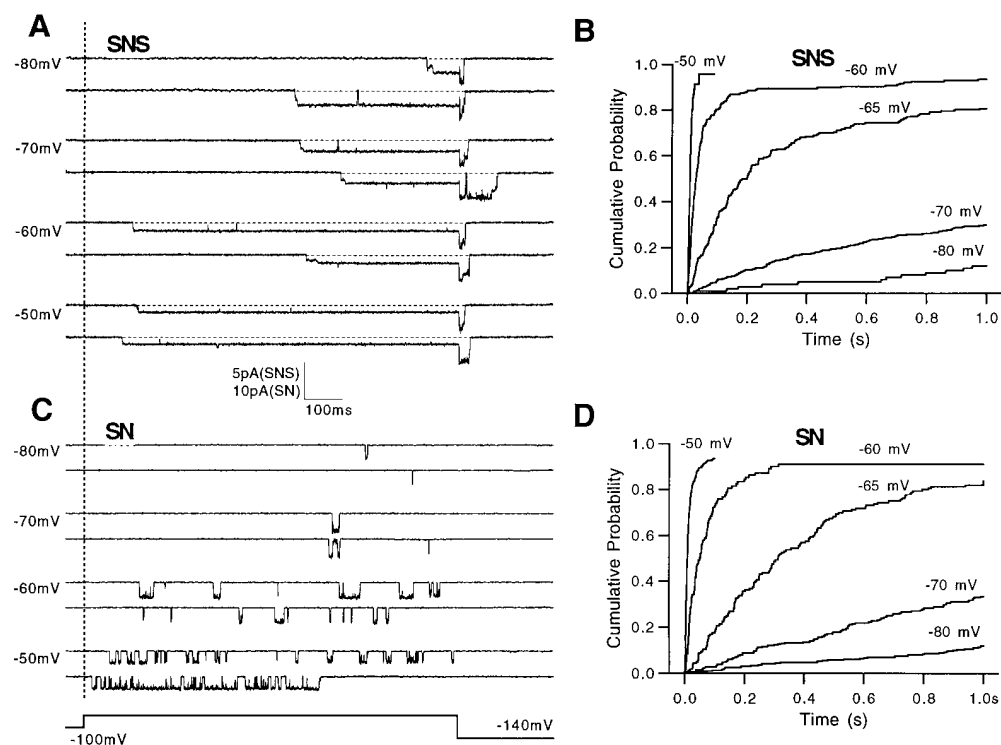 A
SNS
-80mV
-70mV
-60mV
-50mV
5pA(SNS)
10pA(SN)
100ms
B
SNS
-50 mV
-60 mV
-65 mV
-70 mV
-80 mV
1.0
0.8
0.6
0.4
0.2
0
Cumulative Probability
0.0 0.2 0.4 0.6 0.8 1.0
Time (s)
C
SN
-80mV
-70mV
-60mV
-50mV
-100mV
-140mV
D
SN
-50 mV
-60 mV
-65 mV
-70 mV
-80 mV
1.0
0.8
0.6
0.4
0.2
0.0
Cumulative Probability
0.0 0.2 0.4 0.6 0.8 1.0s
Time (s)